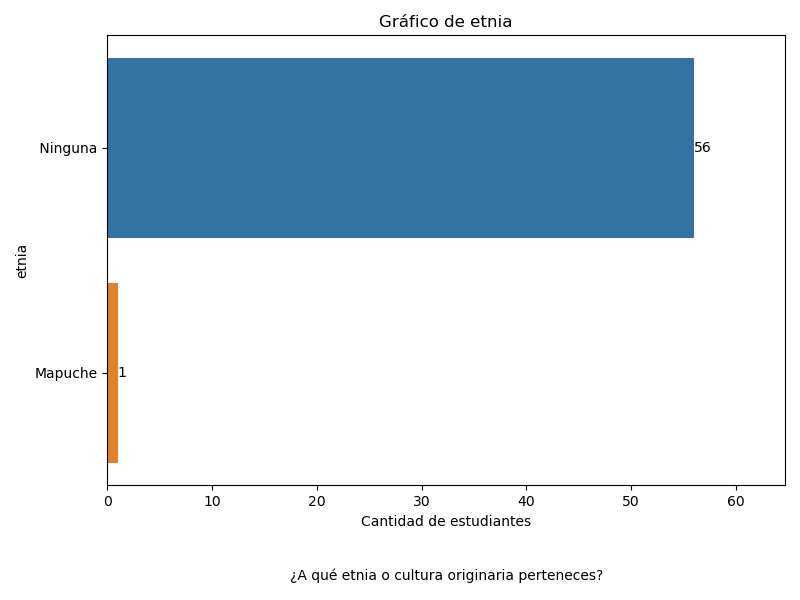 Gráfico de etnia
Ninguna
56
etnia
Mapuche
1
0 10 20 30 40 50 60
Cantidad de estudiantes
¿A qué etnia o cultura originaria perteneces?